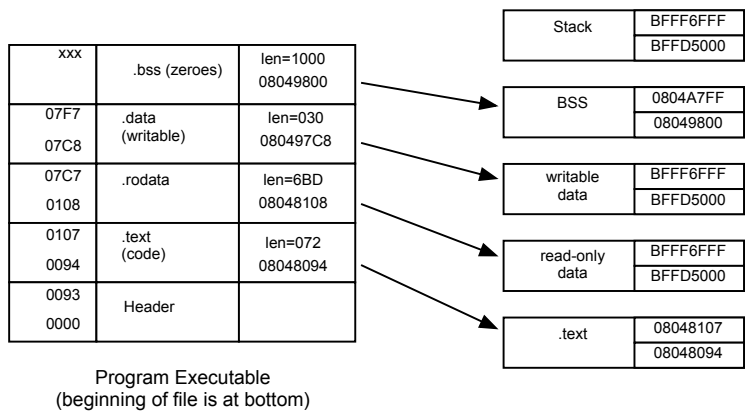 xxx
.bss (zeroes)
len=1000
08049800
07F7
07C8
.data
(writable)
len=030
080497C8
07C7
0108
.rodata
len=6BD
08048108
0107
0094
.text
(code)
len=072
08048094
0093
0000
Header
Program Executable
(beginning of file is at bottom)
Stack
BFFF6FFF
BFFD5000
BSS
0804A7FF
08049800
writable
data
BFFF6FFF
BFFD5000
read-only
data
BFFF6FFF
BFFD5000
.text
08048107
08048094